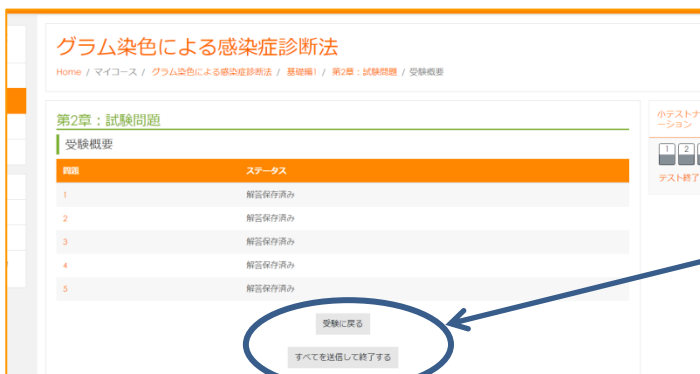 グラム染色による感染症診断法
Home / マイコース / グラム染色による感染症診断法 / 基礎編1 / 第2章：試験問題 / 受験概要
第2章：試験問題
受験概要
問題 ステータス
1 解答保存済み
2 解答保存済み
3 解答保存済み
4 解答保存済み
5 解答保存済み
受験に戻る
すべてを送信して終了する
小テストナ
ーション
1 2
テスト終了